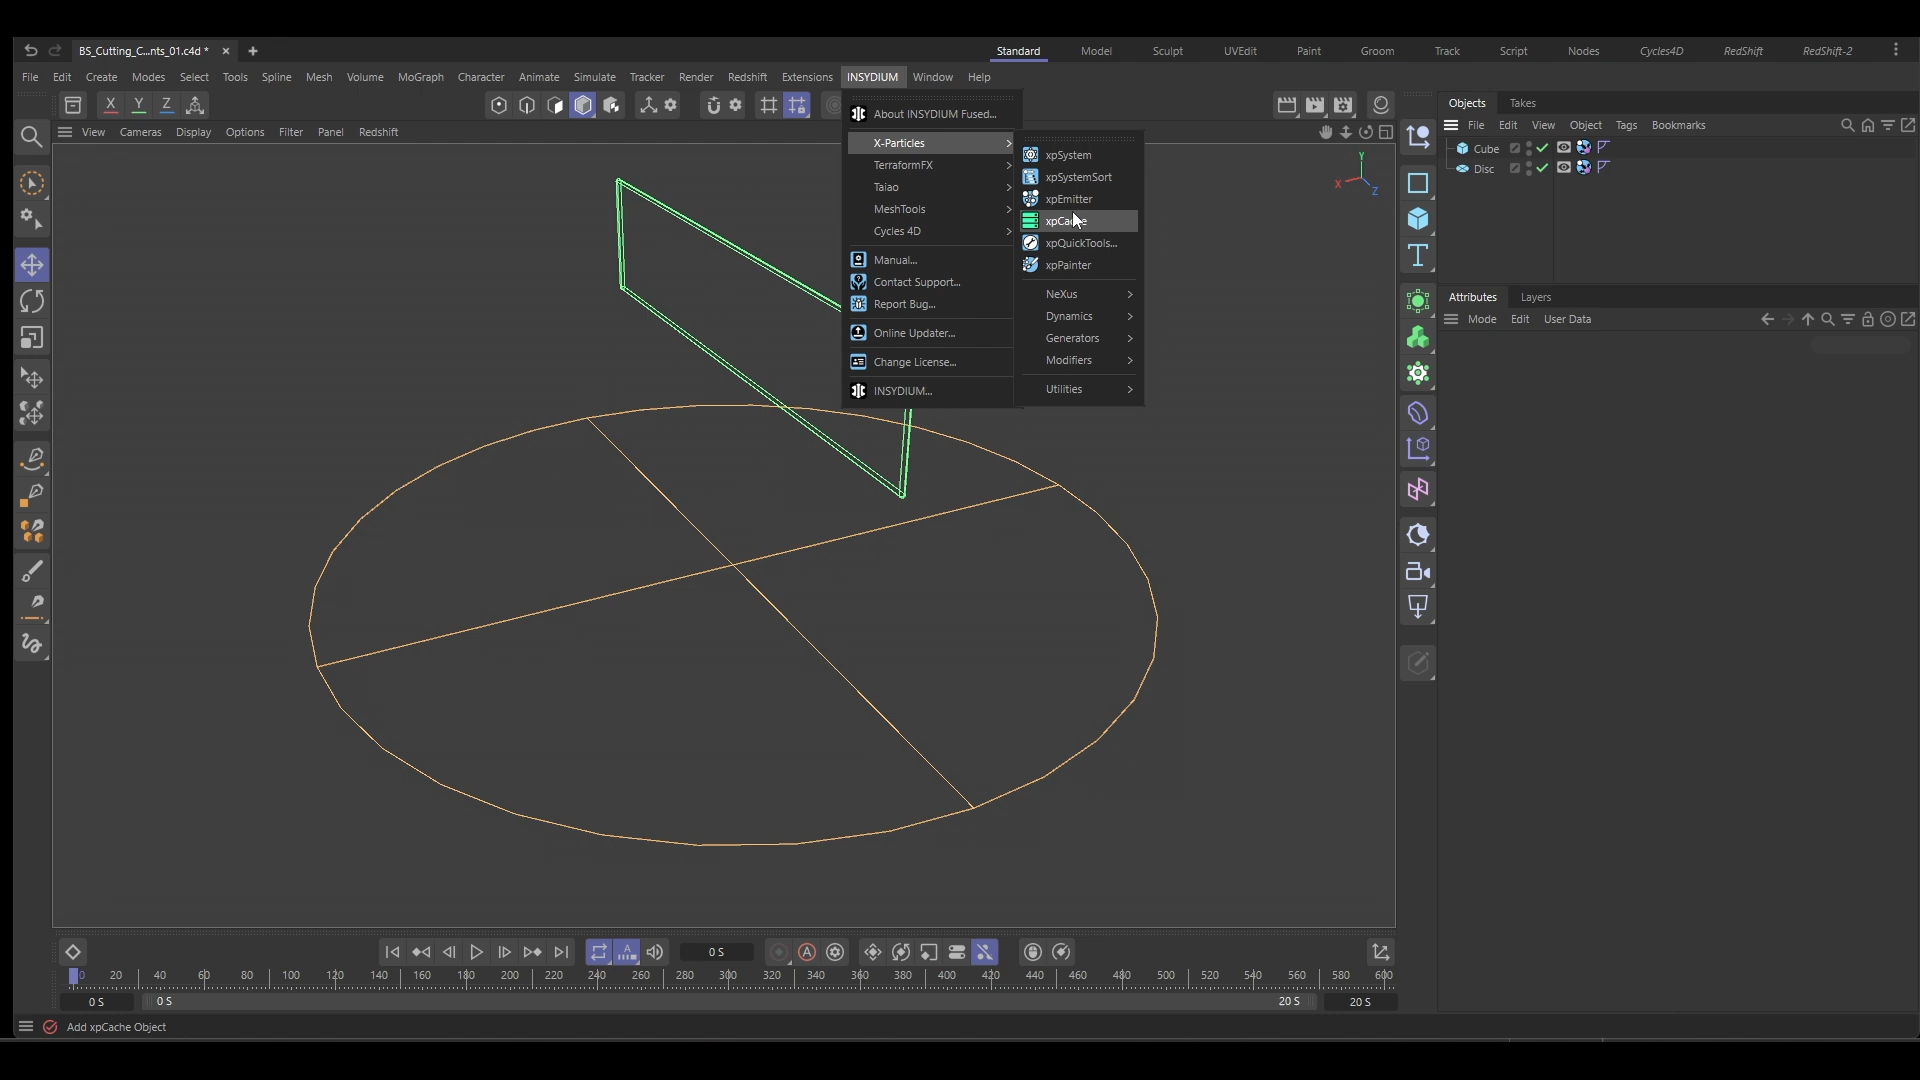 BS_Cutting_C...nts_01.c4d *
Standard Model Sculpt UVEdit Paint Groom Track Script Nodes Cycles4D RedShift RedShift-2
File Edit Create Modes Select Tools Spline Mesh Volume MoGraph Character Animate Simulate Tracker Render Redshift Extensions INSYDIUM Window Help
X Y Z
View Cameras Display Options Filter Panel Redshift
About INSYDIUM Fused...
X-Particles
TerraformFX
Taiao
MeshTools
Cycles 4D
Manual...
Contact Support...
Report Bug...
Online Updater...
Change License...
INSYDIUM...
xpSystem
xpSystemSort
xpEmitter
xpCache
xpQuickTools...
xpPainter
NeXus
Dynamics
Generators
Modifiers
Utilities
Y
X
Z
Objects Takes
File Edit View Object Tags Bookmarks
Cube
Disc
Attributes Layers
Mode Edit User Data
0 S
0 20 40 60 80 100 120 140 160 180 200 220 240 260 280 300 320 340 360 380 400 420 440 460 480 500 520 540 560 580 600
0 S 0 S 20 S 20 S
Add xpCache Object